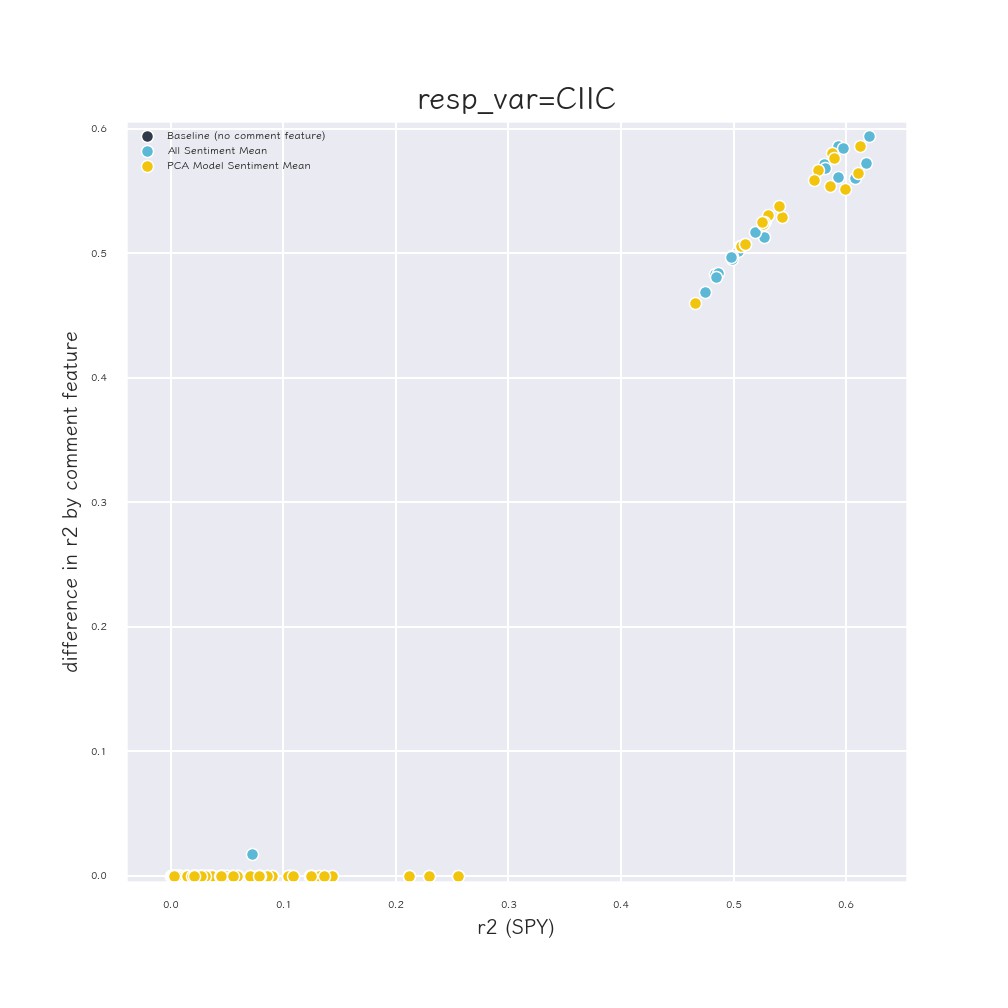 resp_var=CIIC
0.6
Baseline (no comment feature)
All Sentiment Mean
PCA Model Sentiment Mean
0.5
0.4
0.3
0.2
0.1
0.0
difference in r2 by comment feature
0.0 0.1 0.2 0.3 0.4 0.5 0.6
r2 (SPY)